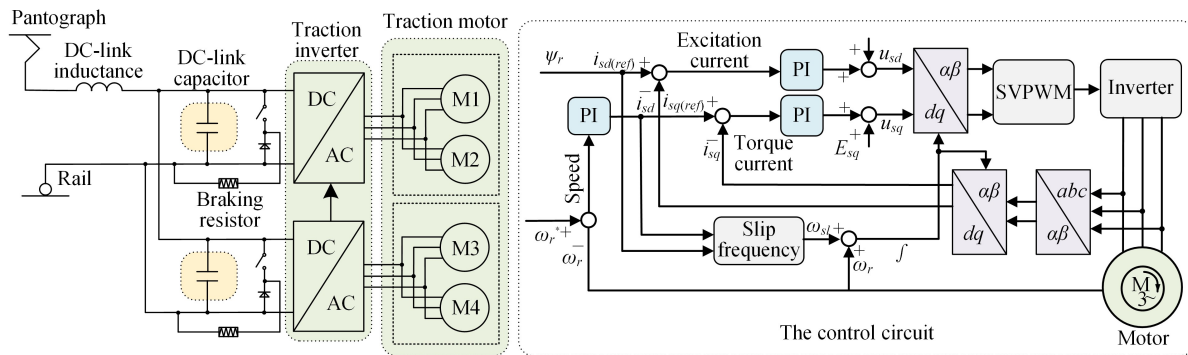 Pantograph
DC-link
inductance
DC-link
capacitor
Traction
inverter
Traction motor
DC
AC
M1
M2
Rail
Braking
resistor
DC
AC
M3
M4
ψr
isd(ref) +
Excitation
current
PI
+
+
usd
αβ
dq
SVPWM
Inverter
PI
isd
−
isq(ref) +
PI
+
usq
isq
−
Torque
current
Esq
+
Speed
αβ
dq
abc
αβ
ωr* +
−
ωr
Slip
frequency
ωsl +
+
ωr
∫
M
3~
Motor
The control circuit